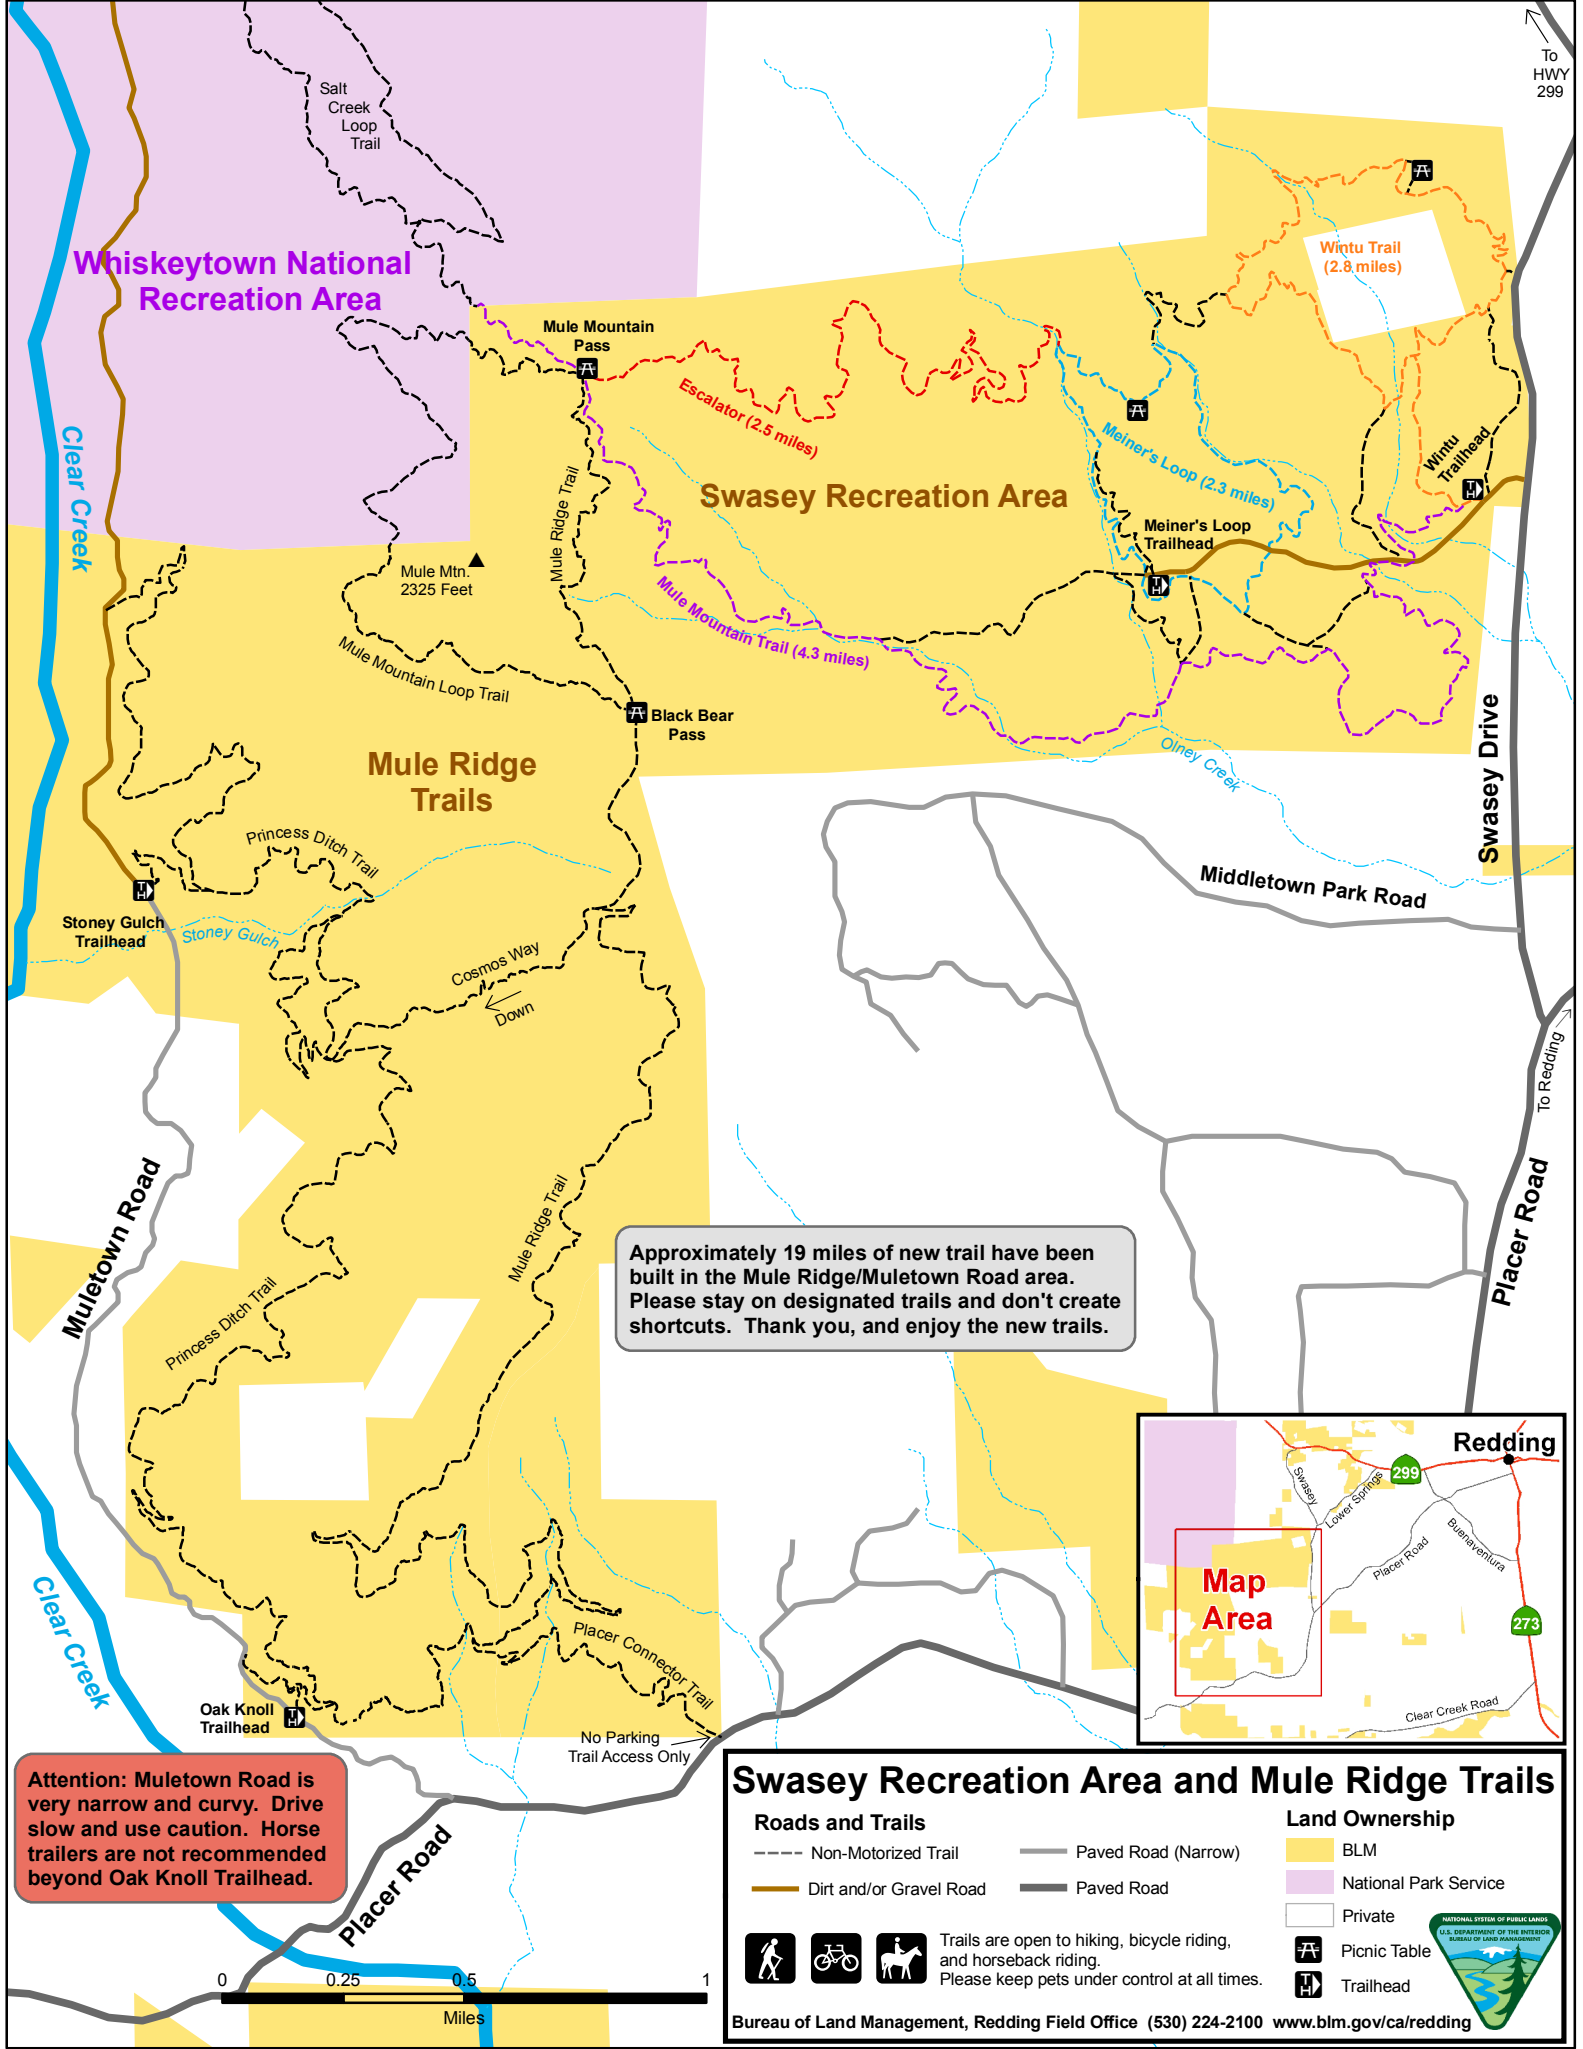 To
HWY
299
Salt
Creek
Loop
Trail
Whiskeytown National
Recreation Area
Wintu Trail
(2.8 miles)
Mule Mountain
Pass
Escalator (2.5 miles)
Clear Creek
Meiner's Loop (2.3 miles)
Wintu
Trailhead
Swasey Recreation Area
Mule Ridge Trail
Meiner's Loop
Trailhead
Mule Mtn.
2325 Feet
Mule Mountain Trail (4.3 miles)
Mule Mountain Loop Trail
Black Bear
Pass
Olney Creek
Swasey Drive
Mule Ridge
Trails
Princess Ditch Trail
Middletown Park Road
Stoney Gulch
Trailhead
Stoney Gulch
Cosmos Way
Down
To Redding
Muletown Road
Mule Ridge Trail
Placer Road
Approximately 19 miles of new trail have been
built in the Mule Ridge/Muletown Road area.
Please stay on designated trails and don't create
shortcuts. Thank you, and enjoy the new trails.
Princess Ditch Trail
Redding
299
Swasey
Lower Springs
Buenaventura
Placer Road
Map
Area
273
Clear Creek Road
Clear Creek
Placer Connector Trail
Oak Knoll
Trailhead
No Parking
Trail Access Only
Attention: Muletown Road is
very narrow and curvy. Drive
slow and use caution. Horse
trailers are not recommended
beyond Oak Knoll Trailhead.
Placer Road
0 0.25 0.5 1
Miles
Swasey Recreation Area and Mule Ridge Trails
Roads and Trails
Non-Motorized Trail
Paved Road (Narrow)
Dirt and/or Gravel Road
Paved Road
Land Ownership
BLM
National Park Service
Private
Picnic Table
Trailhead
Trails are open to hiking, bicycle riding,
and horseback riding.
Please keep pets under control at all times.
NATIONAL SYSTEM OF PUBLIC LANDS
U.S. DEPARTMENT OF THE INTERIOR
BUREAU OF LAND MANAGEMENT
Bureau of Land Management, Redding Field Office (530) 224-2100 www.blm.gov/ca/redding